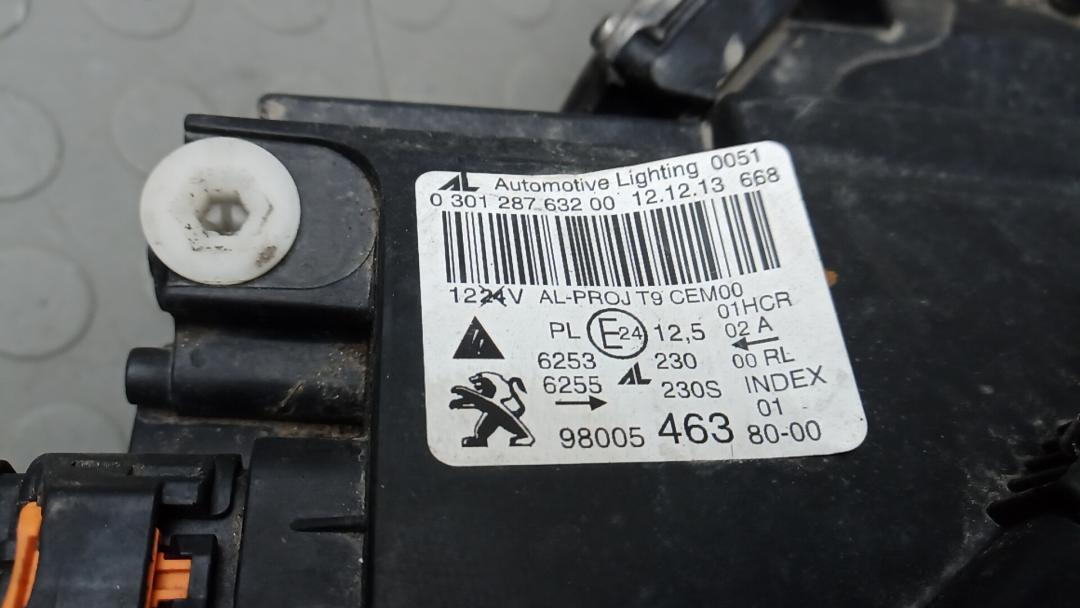 AL Automotive Lighting 0051
0 301 287 632 00 12.12.13 668
1224V AL-PROJ T9 CEM00
01HCR
PL E24 12,5 02 A
6253 AL 230 00 RL
6255 230S INDEX
01
98005 463 80-00